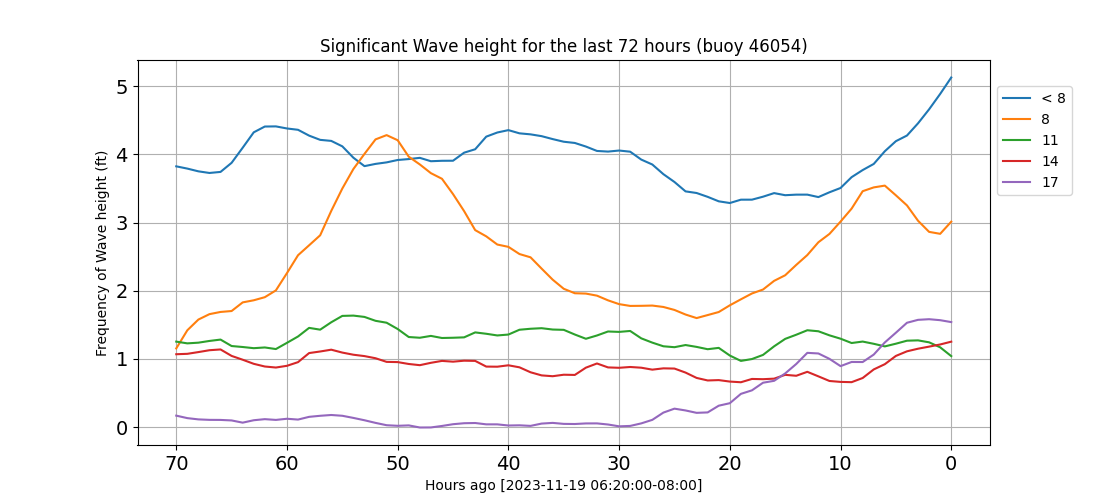 Significant Wave height for the last 72 hours (buoy 46054)
Frequency of Wave height (ft)
5
4
3
2
1
0
70 60 50 40 30 20 10 0
Hours ago [2023-11-19 06:20:00-08:00]
< 8
8
11
14
17